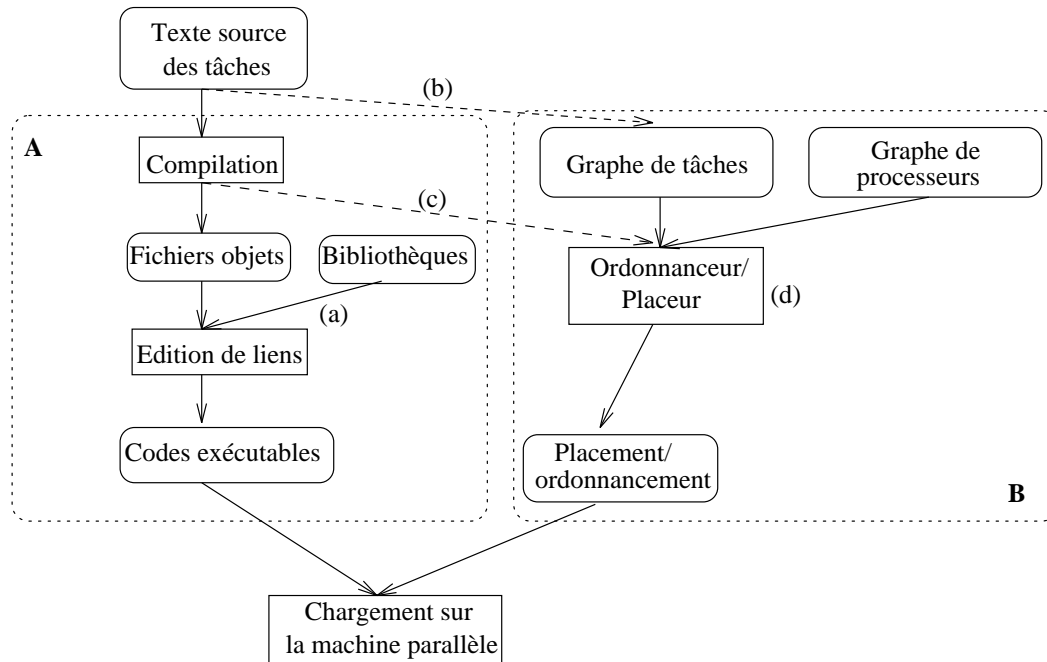 Texte source
des tâches
(b)
A
Compilation
Graphe de tâches
Graphe de
processeurs
(c)
Fichiers objets
Bibliothèques
Ordonnanceur/
Placeur
(d)
(a)
Edition de liens
Codes exécutables
Placement/
ordonnancement
B
Chargement sur
la machine parallèle